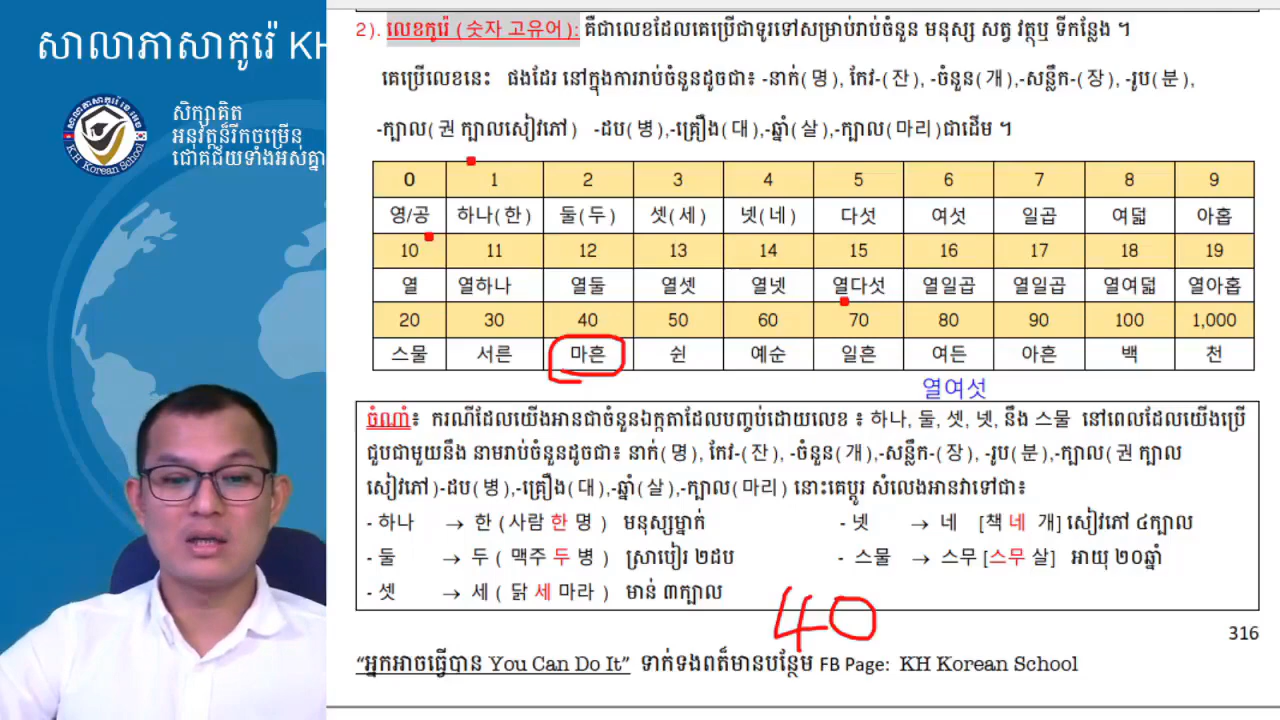 សាលាភាសាកូរ៉េ KH
សិក្សាគិត
អនុវត្តន៍រីកចម្រើន
ជោគជ័យទាំងអស់គ្នា
K.H Korean School
2). លេខកូរ៉េ (숫자 고유어): គឺជាលេខដែលគេប្រើជាទូរទៅសម្រាប់រាប់ចំនួន មនុស្ស សត្វ វត្ថុឬ ទីកន្លែង ។
គេប្រើលេខនេះ ផងដែរ នៅក្នុងការរាប់ចំនួនដូចជា៖ -នាក់(명), កែវ-(잔), -ចំនួន(개),-សន្លឹក-(장), -រូប(분),
-ក្បាល(권 ក្បាលសៀវភៅ) -ដប(병),-គ្រឿង(대),-ឆ្នាំ(살),-ក្បាល(마리)ជាដើម ។
0 1 2 3 4 5 6 7 8 9
영/공 하나(한) 둘(두) 셋(세) 넷(네) 다섯 여섯 일곱 여덟 아홉
10 11 12 13 14 15 16 17 18 19
열 열하나 열둘 열셋 열넷 열다섯 열일곱 열일곱 열여덟 열아홉
20 30 40 50 60 70 80 90 100 1,000
스물 서른 마흔 쉰 예순 일흔 여든 아흔 백 천
열여섯
ចំណាំ៖ ករណីដែលយើងអានជាចំនួនឯកតាដែលបញ្ចប់ដោយលេខ ៖ 하나, 둘, 셋, 넷, នឹង 스물 នៅពេលដែលយើងប្រើ
ជួបជាមួយនឹង នាមរាប់ចំនួនដូចជា៖ នាក់(명), កែវ-(잔), -ចំនួន(개),-សន្លឹក-(장), -រូប(분),-ក្បាល(권 ក្បាល
សៀវភៅ)-ដប(병),-គ្រឿង(대),-ឆ្នាំ(살),-ក្បាល(마리) នោះគេប្តូរ សំលេងអានវាទៅជា៖
- 하나 → 한 (사람 한 명) មនុស្សម្នាក់ - 넷 → 네 [책 네 개] សៀវភៅ ៤ក្បាល
- 둘 → 두 ( 맥주 두 병 ) ស្រាបៀរ ២ដប - 스물 → 스무 [스무 살] អាយុ ២០ឆ្នាំ
- 셋 → 세 ( 닭 세 마라 ) មាន់ ៣ក្បាល
40
316
“អ្នកអាចធ្វើបាន You Can Do It” ទាក់ទងពត៌មានបន្ថែម FB Page: KH Korean School